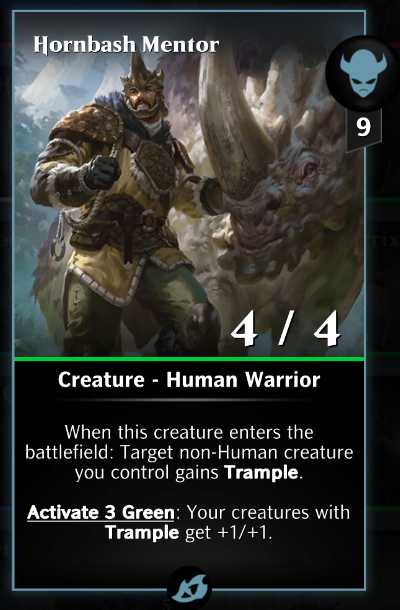 Hornbash Mentor
9
4 / 4
Creature - Human Warrior
When this creature enters the
battlefield: Target non-Human creature
you control gains Trample.
Activate 3 Green: Your creatures with
Trample get +1/+1.